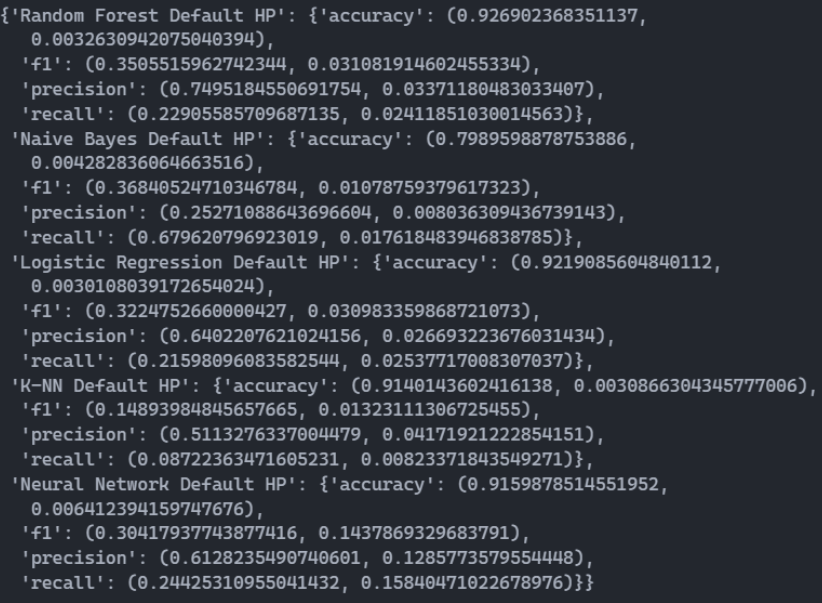 {'Random Forest Default HP': {'accuracy': (0.926902368351137,
0.0032630942075040394),
'f1': (0.3505515962742344, 0.031081914602455334),
'precision': (0.7495184550691754, 0.03371180483033407),
'recall': (0.22905585709687135, 0.02411851030014563)},
'Naive Bayes Default HP': {'accuracy': (0.7989598878753886,
0.004282836064663516),
'f1': (0.36840524710346784, 0.01078759379617323),
'precision': (0.25271088643696604, 0.008036309436739143),
'recall': (0.679620796923019, 0.017618483946838785)},
'Logistic Regression Default HP': {'accuracy': (0.9219085604840112,
0.0030108039172654024),
'f1': (0.3224752660000427, 0.030983359868721073),
'precision': (0.6402207621024156, 0.026693223676031434),
'recall': (0.21598096083582544, 0.02537717008307037)},
'K-NN Default HP': {'accuracy': (0.9140143602416138, 0.0030866304345777006),
'f1': (0.14893984845657665, 0.01323111306725455),
'precision': (0.5113276337004479, 0.04171921222854151),
'recall': (0.08722363471605231, 0.00823371843549271)},
'Neural Network Default HP': {'accuracy': (0.9159878514551952,
0.006412394159747676),
'f1': (0.30417937743877416, 0.1437869329683791),
'precision': (0.6128235490740601, 0.12857735795​54448),
'recall': (0.24425310955041432, 0.15840471022678976)}}